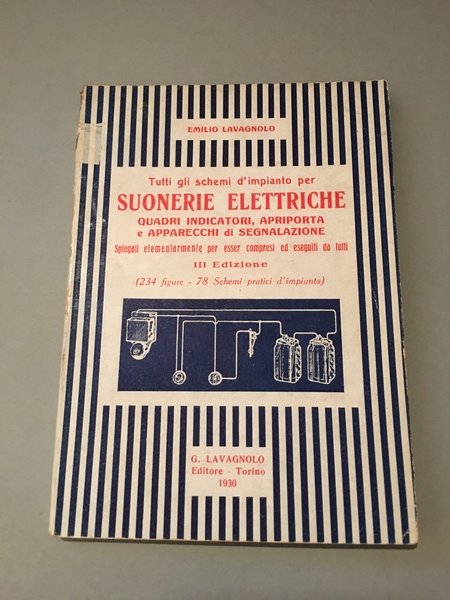 EMILIO LAVAGNOLO
Tutti gli schemi d'impianto per
SUONERIE ELETTRICHE
QUADRI INDICATORI, APRIPORTA
e APPARECCHI di SEGNALAZIONE
Spiegati elementarmente per esser compresi ed eseguiti da tutti
III Edizione
(234 figure - 78 Schemi pratici d'impianto)
G. LAVAGNOLO
Editore - Torino
1930